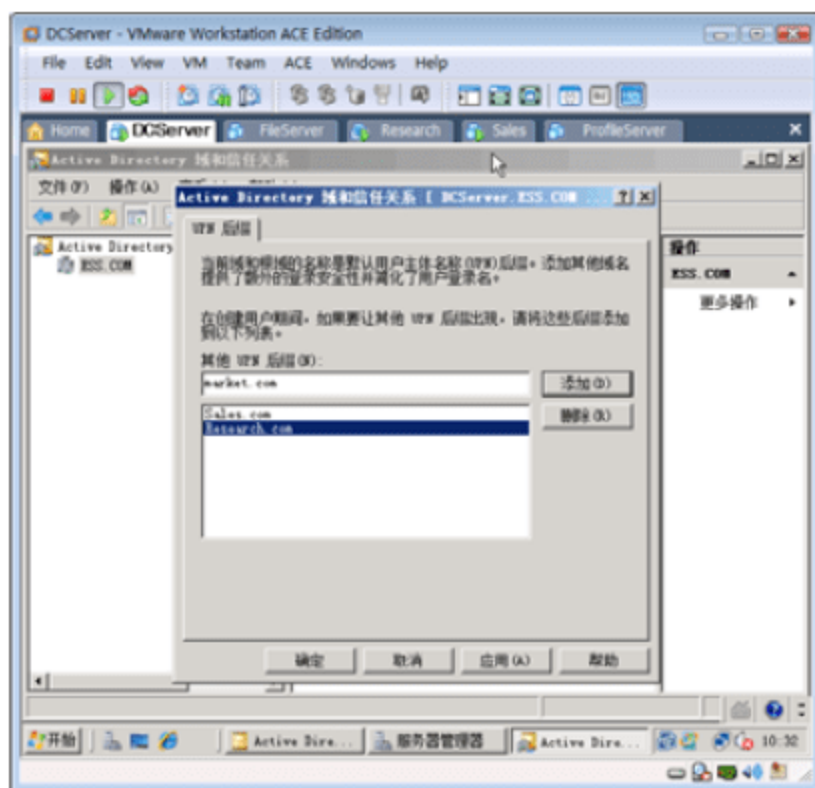 DCServer - VMware Workstation ACE Edition
File Edit View VM Team ACE Windows Help
Home DCServer FileServer Research Sales ProfileServer
Active Directory 域和信任关系
文件(F) 操作(A)
Active Directory 域和信任关系 [ DCServer.ESS.COM ...
UPN 后缀
Active Directory
ESS.COM
操作
ESS.COM
更多操作
当前域和根域的名称是默认用户主体名称(UPN)后缀。添加其他域名
提供了额外的登录安全性并简化了用户登录名。
在创建用户期间,如果要让其他 UPN 后缀出现,请将这些后缀添加
到以下列表。
其他 UPN 后缀(N):
market.com
添加(D)
Sales.com
删除(R)
Research.com
确定 取消 应用(A) 帮助
开始 Active Dire... 服务器管理器 Active Dire... 10:32